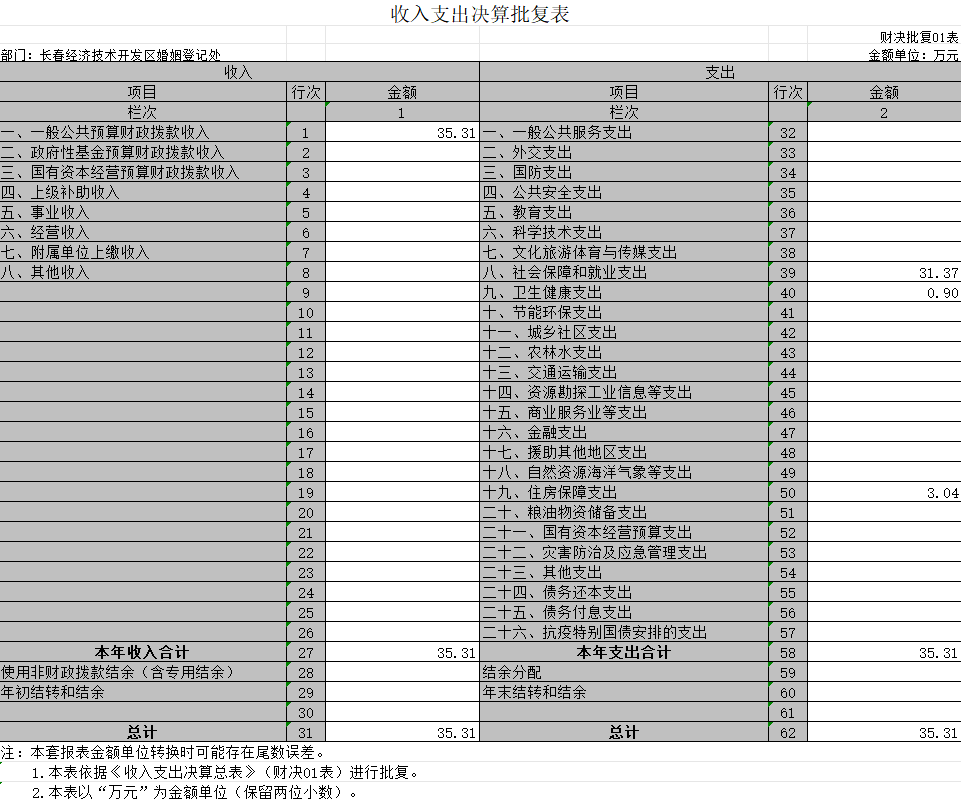 收入支出决算批复表
财决批复01表
部门：长春经济技术开发区婚姻登记处 金额单位：万元
收入 支出
项目 行次 金额 项目 行次 金额
栏次 1 栏次 2
一、一般公共预算财政拨款收入 1 35.31 一、一般公共服务支出 32
二、政府性基金预算财政拨款收入 2 二、外交支出 33
三、国有资本经营预算财政拨款收入 3 三、国防支出 34
四、上级补助收入 4 四、公共安全支出 35
五、事业收入 5 五、教育支出 36
六、经营收入 6 六、科学技术支出 37
七、附属单位上缴收入 7 七、文化旅游体育与传媒支出 38
八、其他收入 8 八、社会保障和就业支出 39 31.37
9 九、卫生健康支出 40 0.90
10 十、节能环保支出 41
11 十一、城乡社区支出 42
12 十二、农林水支出 43
13 十三、交通运输支出 44
14 十四、资源勘探工业信息等支出 45
15 十五、商业服务业等支出 46
16 十六、金融支出 47
17 十七、援助其他地区支出 48
18 十八、自然资源海洋气象等支出 49
19 十九、住房保障支出 50 3.04
20 二十、粮油物资储备支出 51
21 二十一、国有资本经营预算支出 52
22 二十二、灾害防治及应急管理支出 53
23 二十三、其他支出 54
24 二十四、债务还本支出 55
25 二十五、债务付息支出 56
26 二十六、抗疫特别国债安排的支出 57
本年收入合计 27 35.31 本年支出合计 58 35.31
使用非财政拨款结余（含专用结余） 28 结余分配 59
年初结转和结余 29 年末结转和结余 60
30 61
总计 31 35.31 总计 62 35.31
注：本套报表金额单位转换时可能存在尾数误差。
1.本表依据《收入支出决算总表》（财决01表）进行批复。
2.本表以“万元”为金额单位（保留两位小数）。